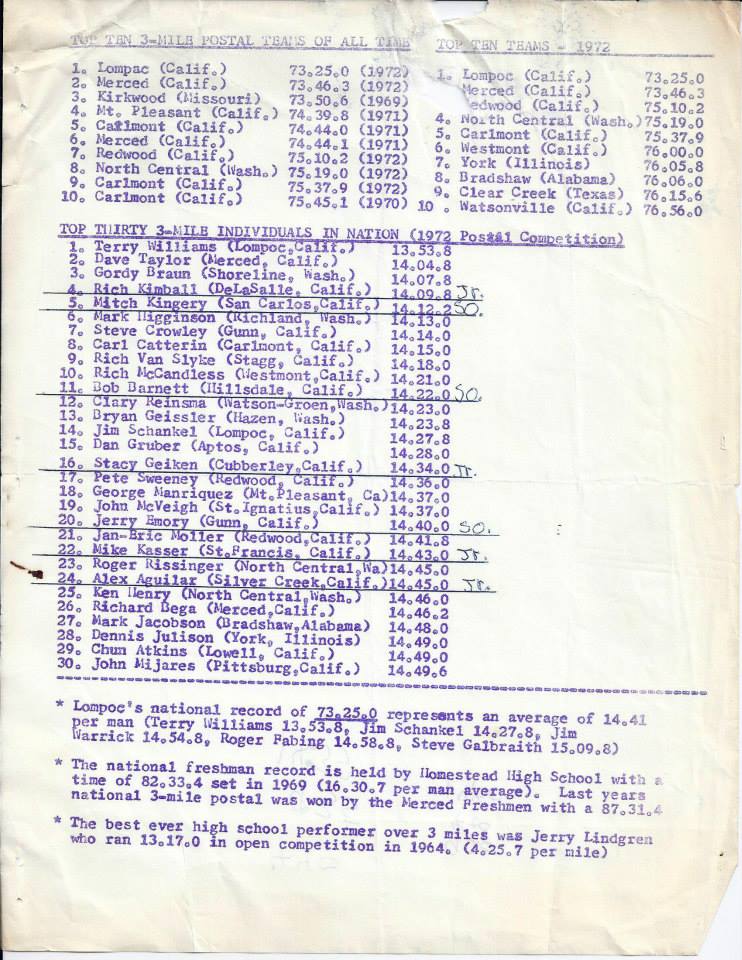 TOP TEN 3-MILE POSTAL TEAMS OF ALL TIME
1. Lompac (Calif.) 73.25.0 (1972)
2. Merced (Calif.) 73.46.3 (1972)
3. Kirkwood (Missouri) 73.50.6 (1969)
4. Mt. Pleasant (Calif.) 74.39.8 (1971)
5. Carlmont (Calif.) 74.44.0 (1971)
6. Merced (Calif.) 74.44.1 (1971)
7. Redwood (Calif.) 75.10.2 (1972)
8. North Central (Wash.) 75.19.0 (1972)
9. Carlmont (Calif.) 75.37.9 (1972)
10. Carlmont (Calif.) 75.45.1 (1970)
TOP TEN TEAMS - 1972
1. Lompoc (Calif.) 73.25.0
Merced (Calif.) 73.46.3
edwood (Calif.) 75.10.2
4. North Central (Wash.) 75.19.0
5. Carlmont (Calif.) 75.37.9
6. Westmont (Calif.) 76.00.0
7. York (Illinois) 76.05.8
8. Bradshaw (Alabama) 76.06.0
9. Clear Creek (Texas) 76.15.6
10 . Watsonville (Calif.) 76.56.0
TOP THIRTY 3-MILE INDIVIDUALS IN NATION (1972 Postal Competition)
1. Terry Williams (Lompoc,Calif.) 13.53.8
2. Dave Taylor (Merced, Calif.) 14.04.8
3. Gordy Braun (Shoreline, Wash.) 14.07.8
4. Rich Kimball (DeLaSalle, Calif.) 14.09.8 Jr.
5. Mitch Kingery (San Carlos,Calif.) 14.12.2 SO.
6. Mark Higginson (Richland, Wash.) 14.13.0
7. Steve Crowley (Gunn, Calif.) 14.14.0
8. Carl Catterin (Carlmont, Calif.) 14.15.0
9. Rich Van Slyke (Stagg, Calif.) 14.18.0
10. Rich McCandless (Westmont,Calif.) 14.21.0
11. Bob Barnett (Hillsdale, Calif.) 14.22.0 SO.
12. Clary Reinsma (Watson-Groen,Wash.) 14.23.0
13. Bryan Geissler (Hazen, Wash.) 14.23.8
14. Jim Schankel (Lompoc, Calif.) 14.27.8
15. Dan Gruber (Aptos, Calif.) 14.28.0
16. Stacy Geiken (Cubberley,Calif.) 14.34.0 Jr.
17. Pete Sweeney (Redwood, Calif.) 14.36.0
18. George Manriquez (Mt.Pleasant, Ca) 14.37.0
19. John McVeigh (St.Ignatius,Calif.) 14.37.0
20. Jerry Emory (Gunn, Calif.) 14.40.0 SO.
21. Jan-Eric Moller (Redwood,Calif.) 14.41.8
22. Mike Kasser (St.Francis, Calif.) 14.43.0 Jr.
23. Roger Rissinger (North Central,Wa) 14.45.0
24. Alex Aguilar (Silver Creek,Calif.) 14.45.0 Jr.
25. Ken Henry (North Central,Wash.) 14.46.0
26. Richard Bega (Merced,Calif.) 14.46.2
27. Mark Jacobson (Bradshaw,Alabama) 14.48.0
28. Dennis Julison (York, Illinois) 14.49.0
29. Chum Atkins (Lowell, Calif.) 14.49.0
30. John Mijares (Pittsburg,Calif.) 14.49.6
* Lompoc's national record of 73.25.0 represents an average of 14.41
per man (Terry Williams 13.53.8, Jim Schankel 14.27.8, Jim
Warrick 14.54.8, Roger Fabing 14.58.8, Steve Galbraith 15.09.8)
* The national freshman record is held by Homestead High School with a
time of 82.33.4 set in 1969 (16.30.7 per man average). Last years
national 3-mile postal was won by the Merced Freshmen with a 87.31.4
* The best ever high school performer over 3 miles was Jerry Lindgren
who ran 13.17.0 in open competition in 1964. (4.25.7 per mile)